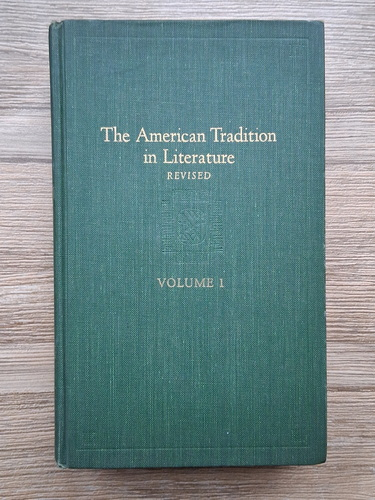 The American Tradition
in Literature
REVISED
VOLUME 1